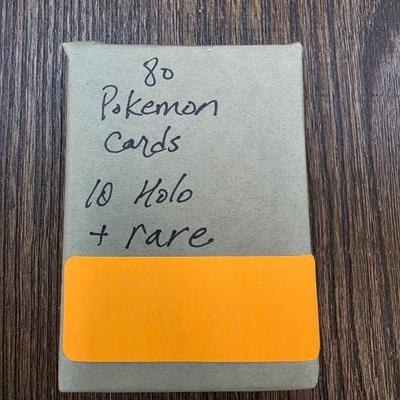 80
Pokemon
Cards
10 Holo
+ rare